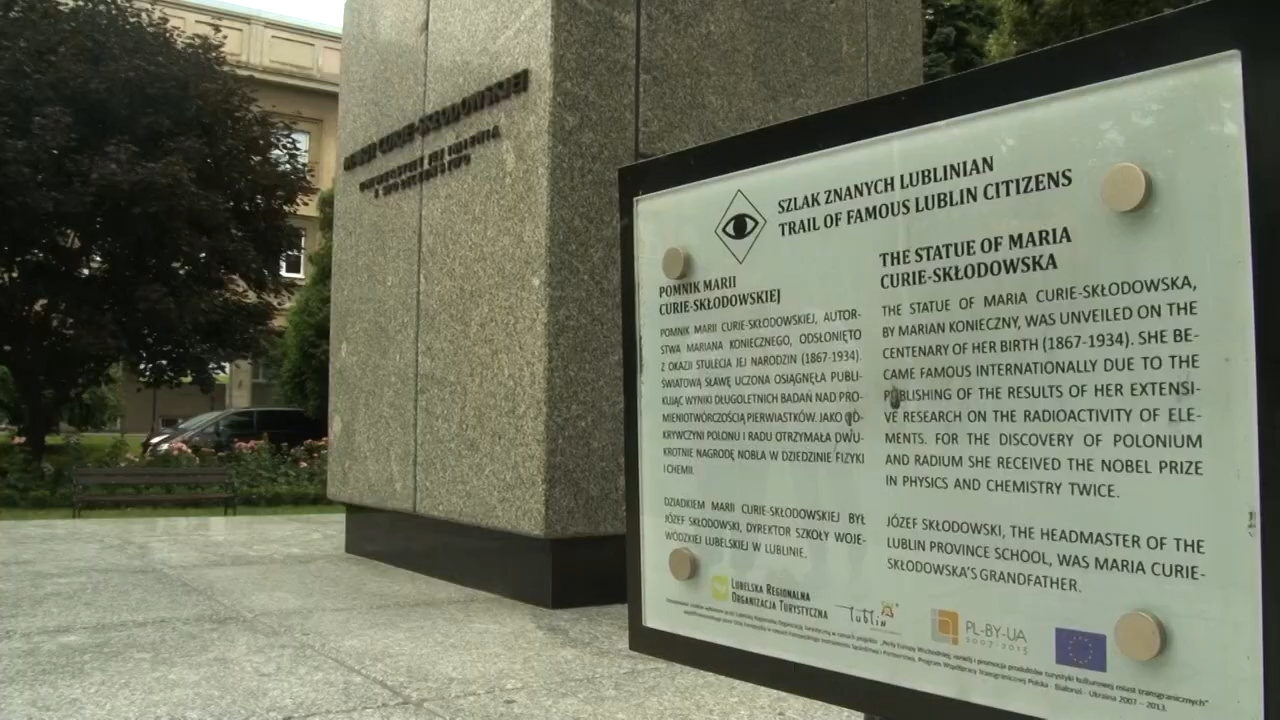 MARII CURIE-SKŁODOWSKIEJ
SZLAK ZNANYCH LUBLINIAN
TRAIL OF FAMOUS LUBLIN CITIZENS
POMNIK MARII
CURIE-SKŁODOWSKIEJ
POMNIK MARII CURIE-SKŁODOWSKIEJ, AUTOR-
STWA MARIANA KONIECZNEGO, ODSŁONIĘTO
Z OKAZJI STULECIA JEJ NARODZIN (1867-1934).
ŚWIATOWĄ SŁAWĘ UCZONA OSIĄGNĘŁA PUBLI-
KUJĄC WYNIKI DŁUGOLETNICH BADAŃ NAD PRO-
MIENIOTWÓRCZOŚCIĄ PIERWIASTKÓW. JAKO OD-
KRYWCZYNI POLONU I RADU OTRZYMAŁA DWU-
KROTNIE NAGRODĘ NOBLA W DZIEDZINIE FIZYKI
I CHEMII.
DZIADKIEM MARII CURIE-SKŁODOWSKIEJ BYŁ
JÓZEF SKŁODOWSKI, DYREKTOR SZKOŁY WOJE-
WÓDZKIEJ LUBELSKIEJ W LUBLINIE.
THE STATUE OF MARIA
CURIE-SKŁODOWSKA
THE STATUE OF MARIA CURIE-SKŁODOWSKA,
BY MARIAN KONIECZNY, WAS UNVEILED ON THE
CENTENARY OF HER BIRTH (1867-1934). SHE BE-
CAME FAMOUS INTERNATIONALLY DUE TO THE
PUBLISHING OF THE RESULTS OF HER EXTENSI-
VE RESEARCH ON THE RADIOACTIVITY OF ELE-
MENTS. FOR THE DISCOVERY OF POLONIUM
AND RADIUM SHE RECEIVED THE NOBEL PRIZE
IN PHYSICS AND CHEMISTRY TWICE.
JÓZEF SKŁODOWSKI, THE HEADMASTER OF THE
LUBLIN PROVINCE SCHOOL, WAS MARIA CURIE-
SKŁODOWSKA'S GRANDFATHER.
LUBELSKA REGIONALNA
ORGANIZACJA TURYSTYCZNA
lublin
PL-BY-UA
2007-2013